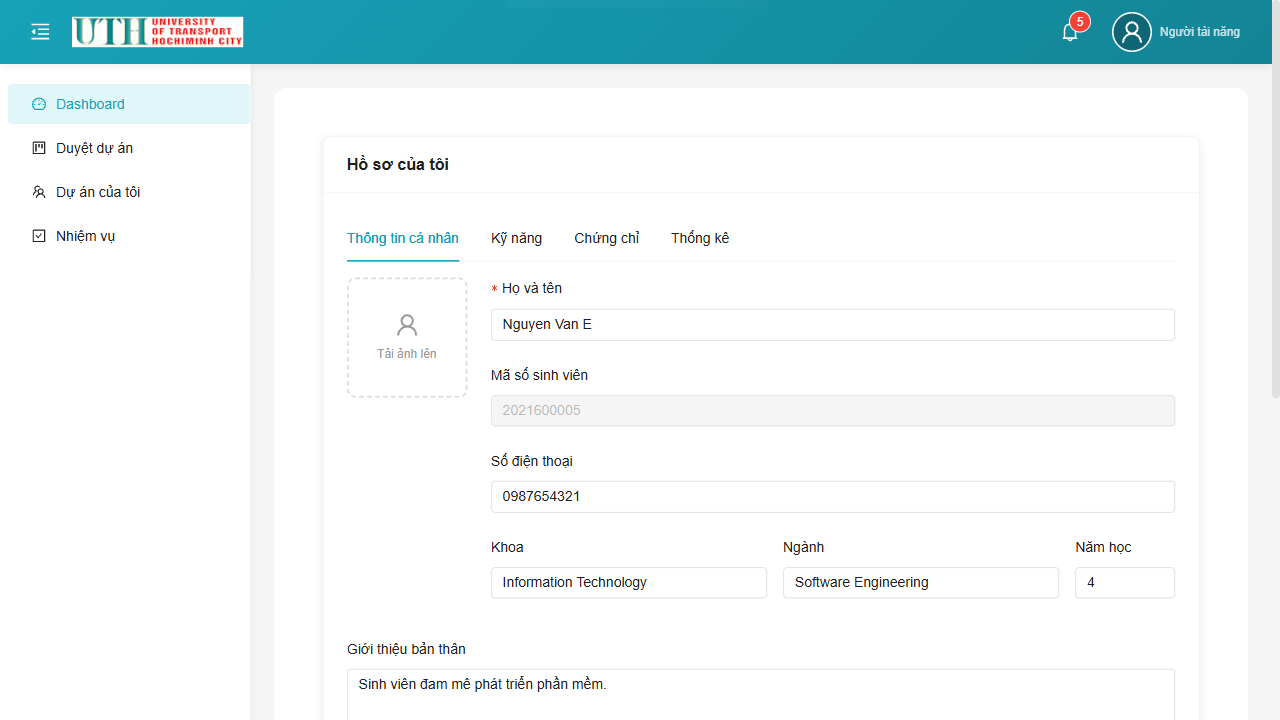 UTH UNIVERSITY
OF TRANSPORT
HOCHIMINH CITY
5
Người tài năng
Dashboard
Duyệt dự án
Dự án của tôi
Nhiệm vụ
Hồ sơ của tôi
Thông tin cá nhân Kỹ năng Chứng chỉ Thống kê
Tải ảnh lên
* Họ và tên
Nguyen Van E
Mã số sinh viên
2021600005
Số điện thoại
0987654321
Khoa Ngành Năm học
Information Technology Software Engineering 4
Giới thiệu bản thân
Sinh viên đam mê phát triển phần mềm.